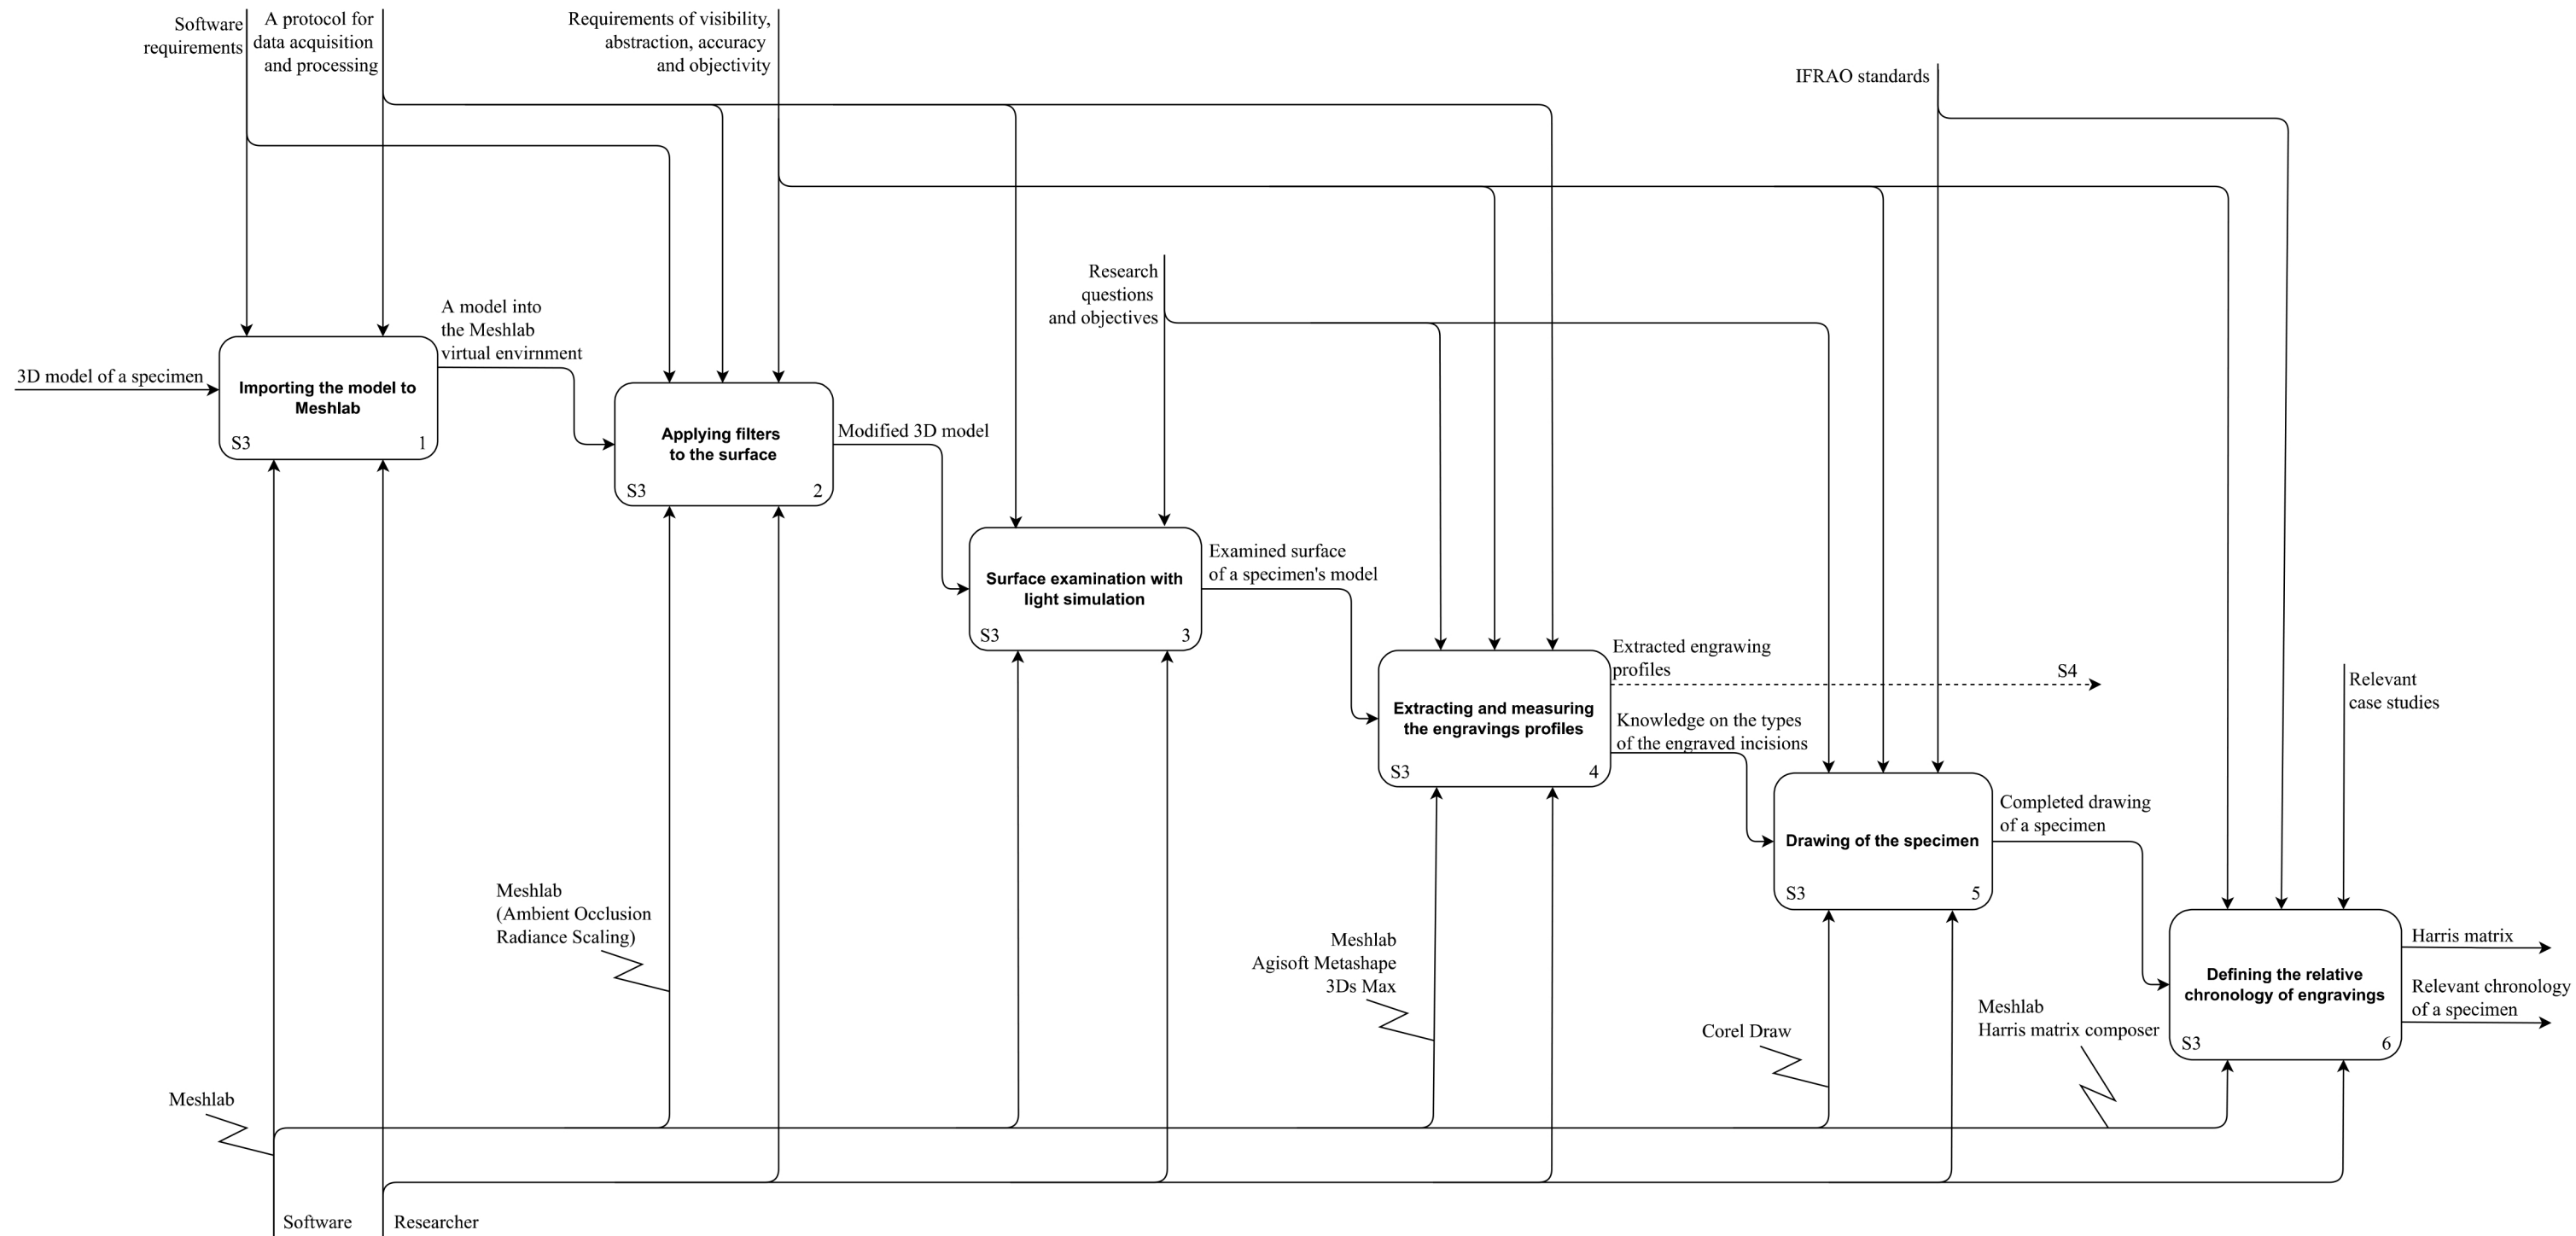 Software
requirements
A protocol for
data acquisition
and processing
Requirements of visibility,
abstraction, accuracy
and objectivity
IFRAO standards
Research
questions
and objectives
A model into
the Meshlab
virtual envirnment
3D model of a specimen
Importing the model to
Meshlab
S3 1
Applying filters
to the surface
S3 2
Modified 3D model
Surface examination with
light simulation
S3 3
Examined surface
of a specimen's model
Extracting and measuring
the engravings profiles
S3 4
Extracted engrawing
profiles
S4
Knowledge on the types
of the engraved incisions
Relevant
case studies
Drawing of the specimen
S3 5
Completed drawing
of a specimen
Defining the relative
chronology of engravings
S3 6
Harris matrix
Relevant chronology
of a specimen
Meshlab
(Ambient Occlusion
Radiance Scaling)
Meshlab
Agisoft Metashape
3Ds Max
Corel Draw
Meshlab
Harris matrix composer
Meshlab
Software
Researcher